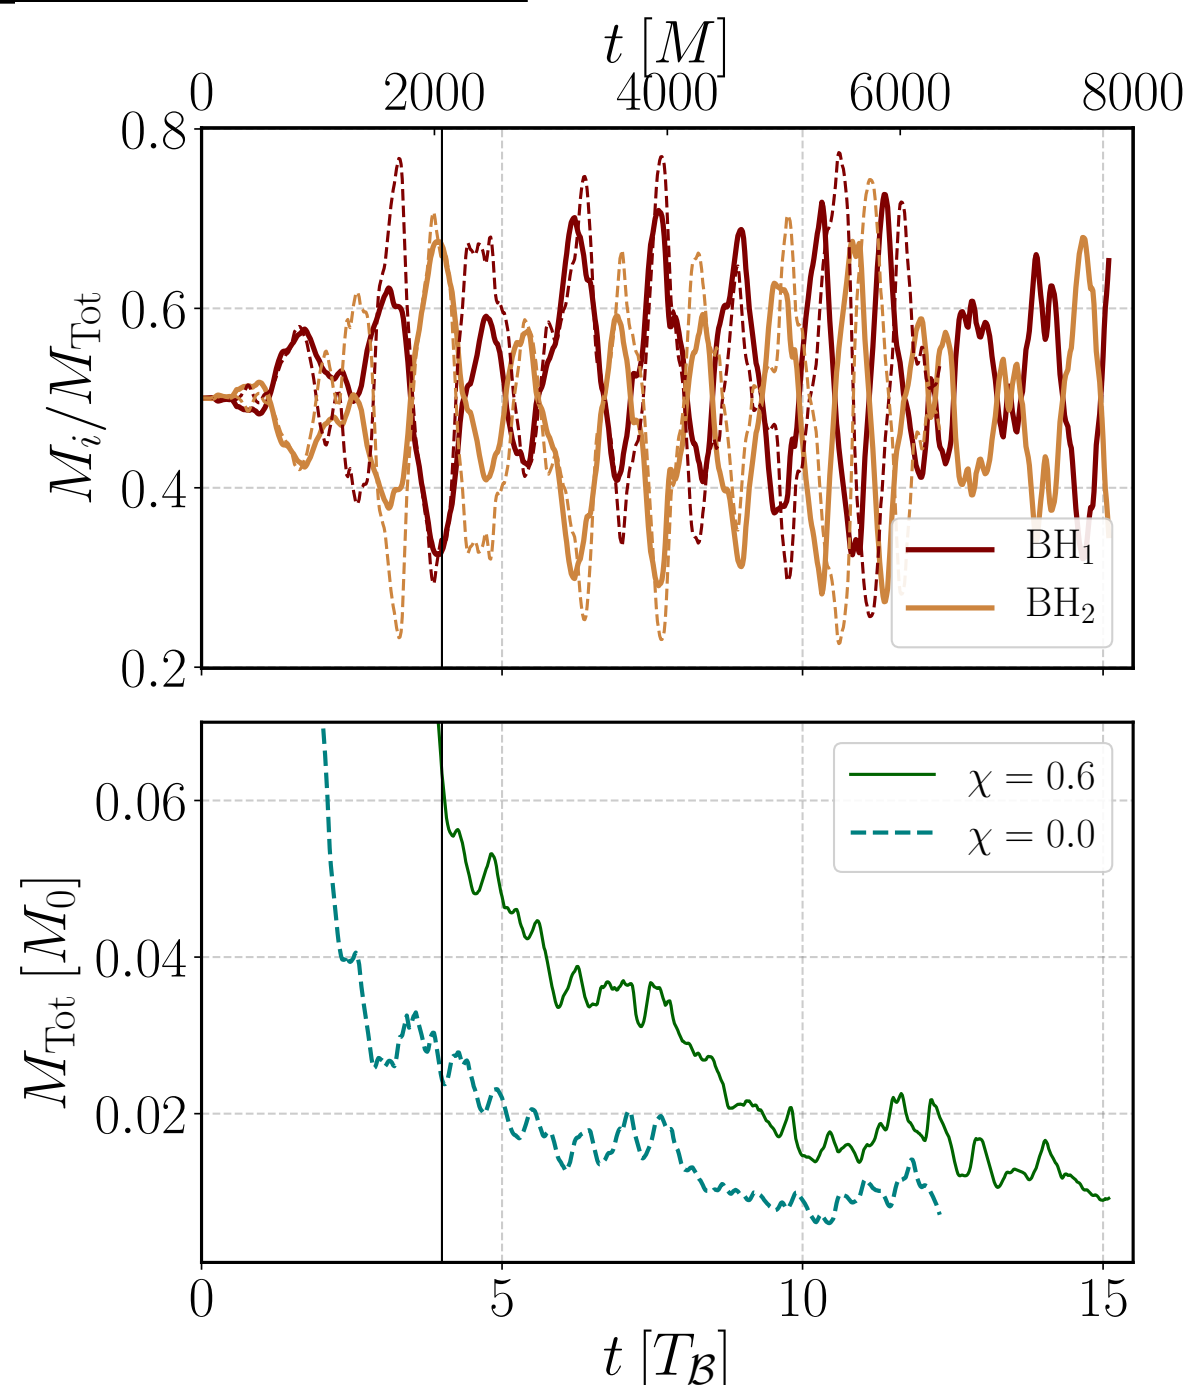 t [M]
0 2000 4000 6000 8000
0.8
0.6
0.4
0.2
M_i/M_Tot
BH_1
BH_2
0.06
0.04
0.02
M_Tot [M_0]
χ = 0.6
χ = 0.0
0 5 10 15
t [T_ℬ]